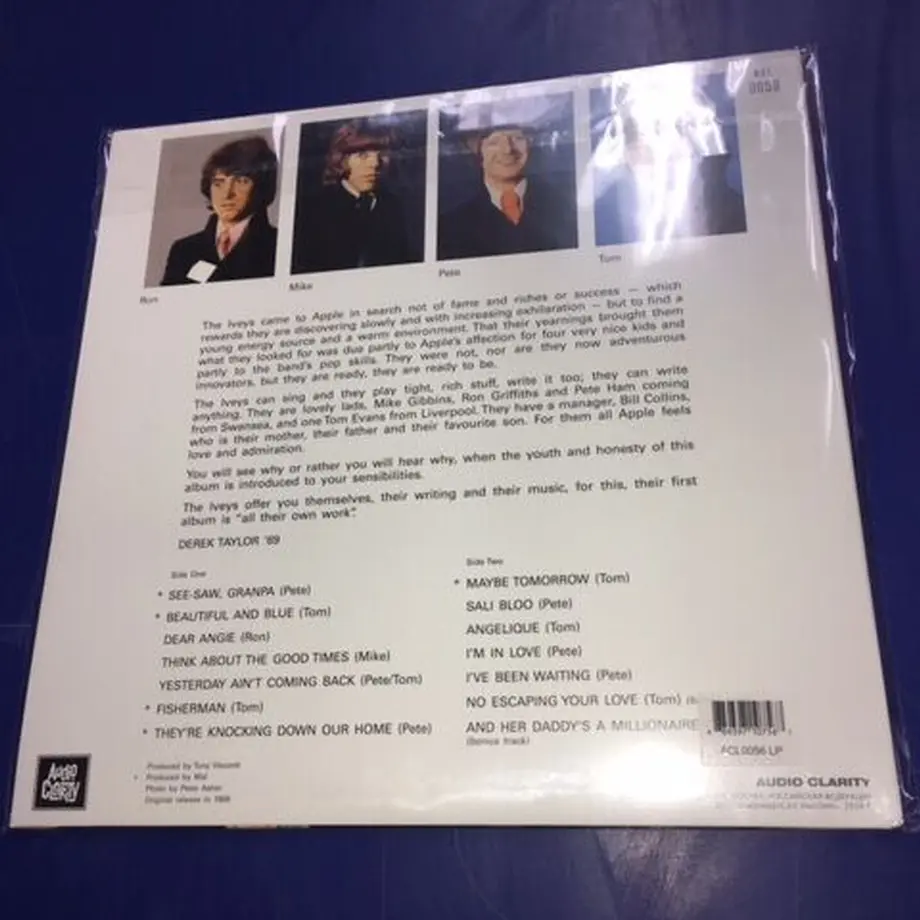 0056
Ron
Mike
Pete
Tom
The Iveys came to Apple in search not of fame and riches or success — which
rewards they are discovering slowly and with increasing exhilaration — but to find a
young energy source and a warm environment. That their yearnings brought them
what they looked for was due partly to Apple's affection for four very nice kids and
partly to the band's pop skills. They were not, nor are they now adventurous
innovators, but they are ready, they are ready to be.
The Iveys can sing and they play tight, rich stuff, write it too; they can write
anything. They are lovely lads, Mike Gibbins, Ron Griffiths and Pete Ham coming
from Swensea, and one Tom Evans from Liverpool. They have a manager, Bill Collins,
who is their mother, their father and their favourite son. For them all Apple feels
love and admiration.
You will see why or rather you will hear why, when the youth and honesty of this
album is introduced to your sensibilities.
The Iveys offer you themselves, their writing and their music, for this, their first
album is "all their own work".
DEREK TAYLOR '69
Side One
* SEE-SAW, GRANPA (Pete)
* BEAUTIFUL AND BLUE (Tom)
DEAR ANGIE (Ron)
THINK ABOUT THE GOOD TIMES (Mike)
YESTERDAY AIN'T COMING BACK (Pete/Tom)
* FISHERMAN (Tom)
* THEY'RE KNOCKING DOWN OUR HOME (Pete)
Side Two
* MAYBE TOMORROW (Tom)
SALI BLOO (Pete)
ANGELIQUE (Tom)
I'M IN LOVE (Pete)
I'VE BEEN WAITING (Pete)
NO ESCAPING YOUR LOVE (Tom)
AND HER DADDY'S A MILLIONAIRE
(Bonus track)
Produced by Tony Visconti
* Produced by Mal
Photo by Peter Asher
Original release in 1969
AUDIO
CLARITY
ACL0056 LP
AUDIO CLARITY